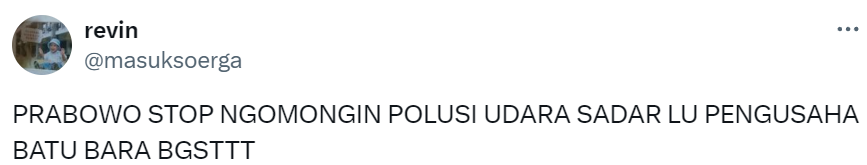 revin
@masuksoerga
PRABOWO STOP NGOMONGIN POLUSI UDARA SADAR LU PENGUSAHA
BATU BARA BGSTTT